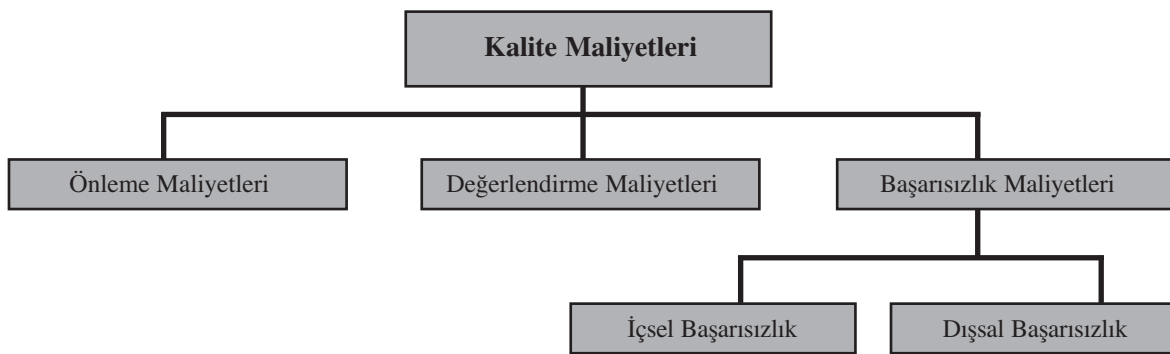 Kalite Maliyetleri
Önleme Maliyetleri
Değerlendirme Maliyetleri
Başarısızlık Maliyetleri
İçsel Başarısızlık
Dışsal Başarısızlık